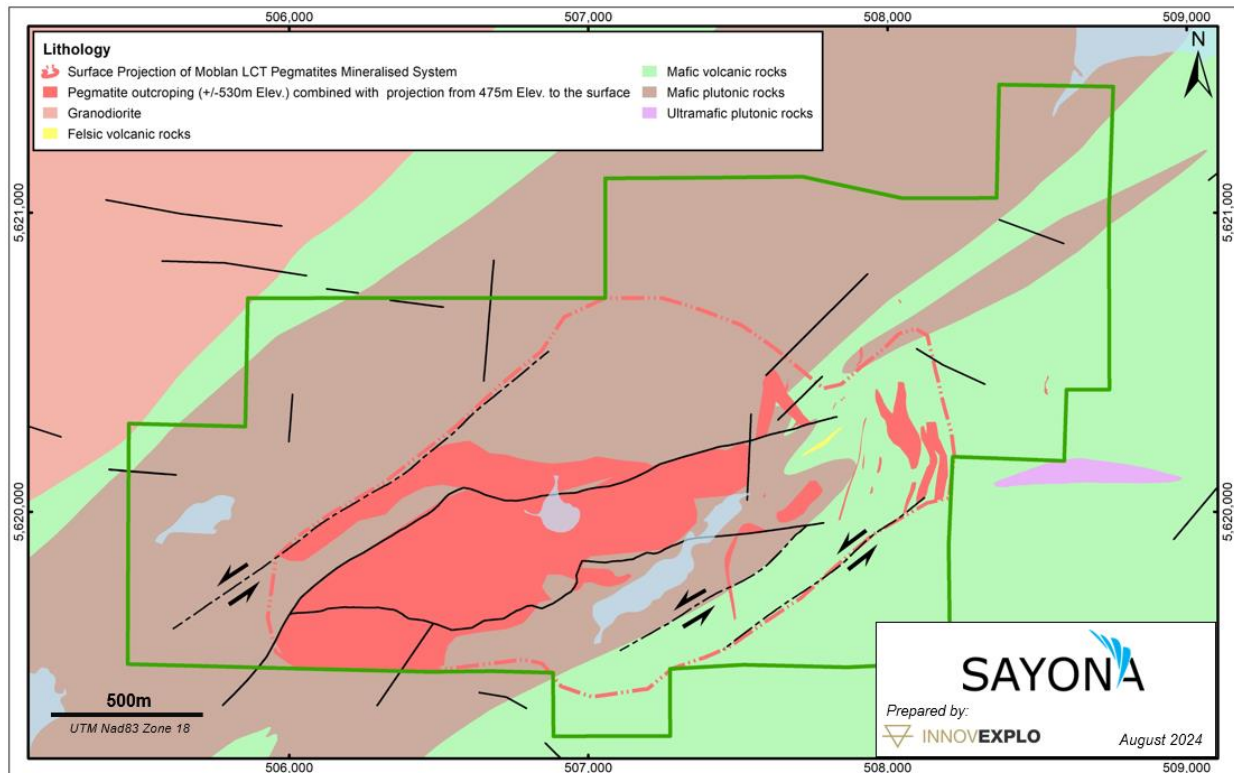 506,000
507,000
508,000
509,000
Lithology
Surface Projection of Moblan LCT Pegmatites Mineralised System
Pegmatite outcroping (+/-530m Elev.) combined with projection from 475m Elev. to the surface
Granodiorite
Felsic volcanic rocks
Mafic volcanic rocks
Mafic plutonic rocks
Ultramafic plutonic rocks
N
5,621,000
5,621,000
5,620,000
5,620,000
500m
UTM Nad83 Zone 18
SAYONA
Prepared by:
INNOVEXPLO
August 2024
506,000
507,000
508,000
509,000